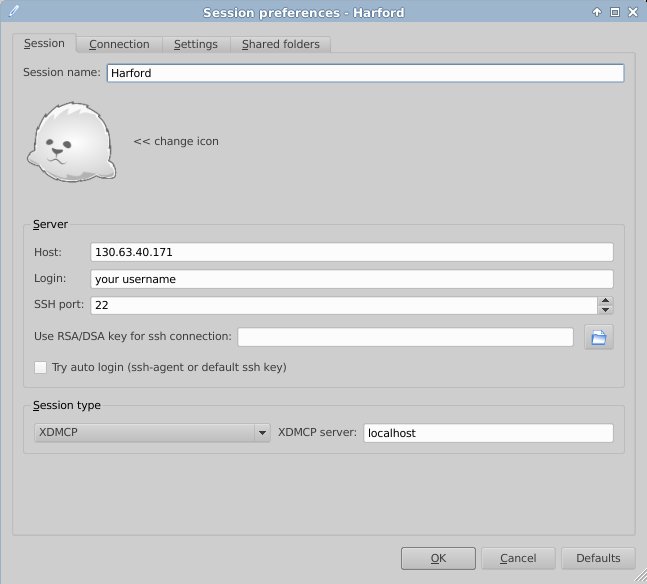 Session preferences - Harford
Session Connection Settings Shared folders
Session name: Harford
<< change icon
Server
Host: 130.63.40.171
Login: your username
SSH port: 22
Use RSA/DSA key for ssh connection:
Try auto login (ssh-agent or default ssh key)
Session type
XDMCP XDMCP server: localhost
OK Cancel Defaults